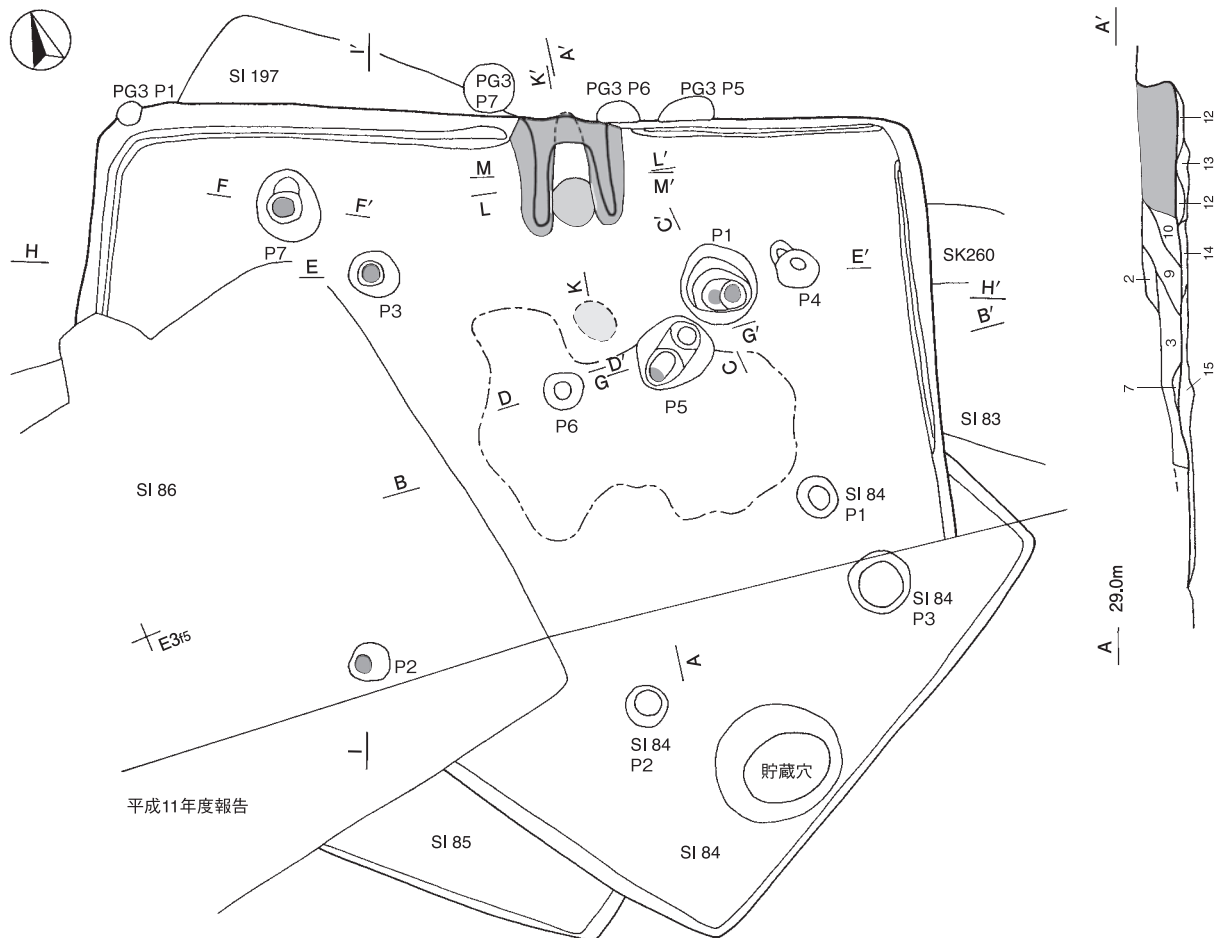 SI 197
I'
K'
A'
PG3 P1
PG3
P7
PG3 P6
PG3 P5
M
L
L'
M'
C'
F
F'
P7
H
E
P3
K
P1
P4
E'
SK260
H'
B'
G'
D'
G
C
D
P6
P5
SI 83
SI 86
B
SI 84
P1
SI 84
P3
E3f5
P2
A
SI 84
P2
貯蔵穴
I
平成11年度報告
SI 85
SI 84
A'
12
13
12
10
14
2
9
3
7
15
29.0m
A